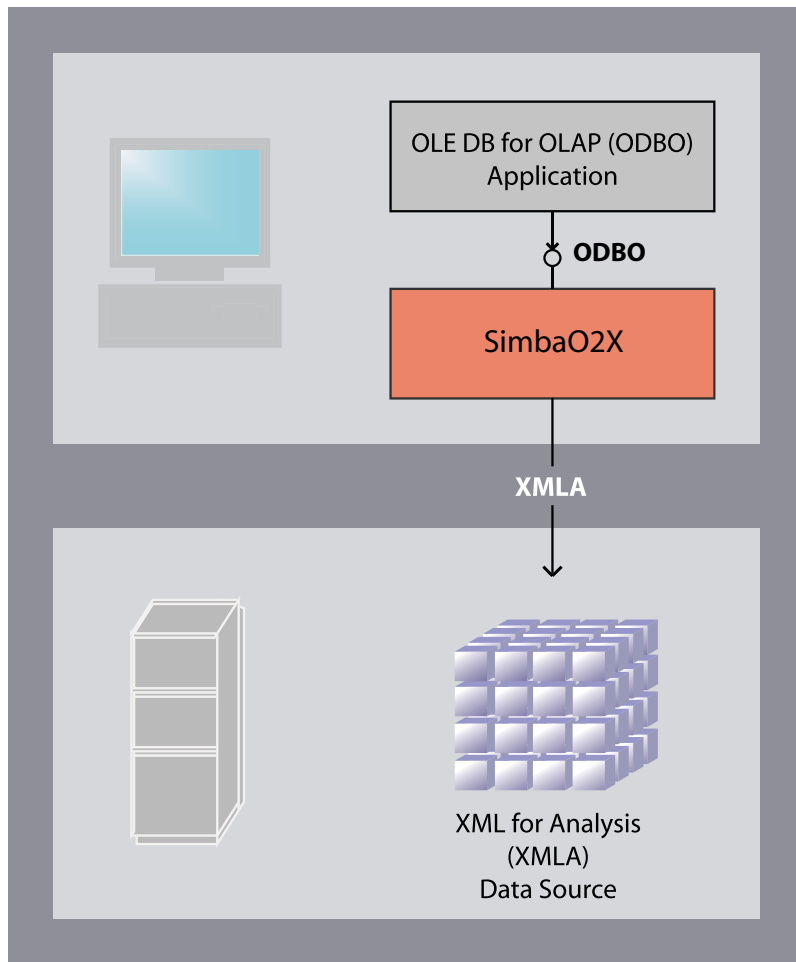 OLE DB for OLAP (ODBO)
Application
ODBO
SimbaO2X
XMLA
XML for Analysis
(XMLA)
Data Source